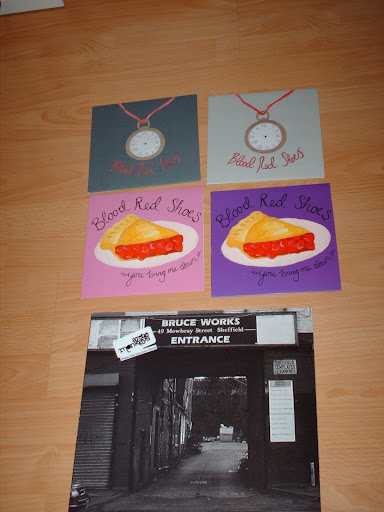 Blood Red Shoes
Blood Red Shoes
Blood Red Shoes
"you bring me down"
Blood Red Shoes
"you bring me down"
BRUCE WORKS
49 Mowbray Street Sheffield
ENTRANCE